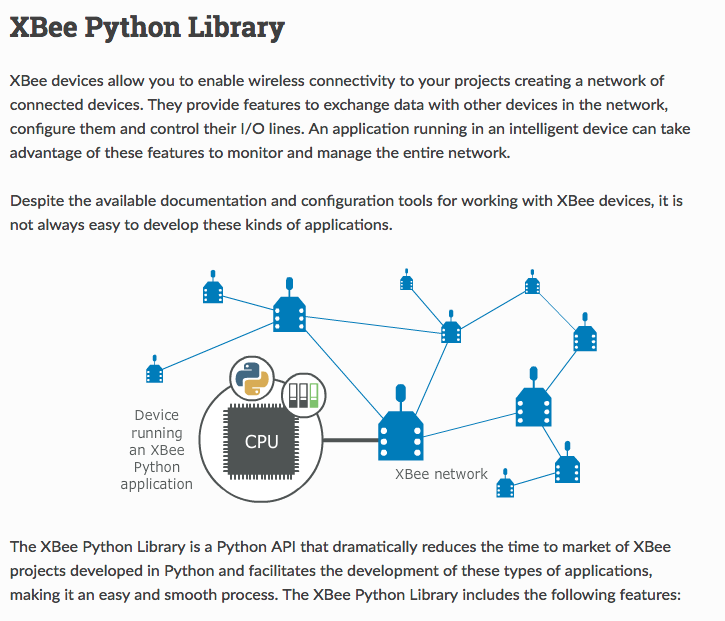 XBee Python Library
XBee devices allow you to enable wireless connectivity to your projects creating a network of
connected devices. They provide features to exchange data with other devices in the network,
configure them and control their I/O lines. An application running in an intelligent device can take
advantage of these features to monitor and manage the entire network.
Despite the available documentation and configuration tools for working with XBee devices, it is
not always easy to develop these kinds of applications.
Device
running
an XBee
Python
application
CPU
XBee network
The XBee Python Library is a Python API that dramatically reduces the time to market of XBee
projects developed in Python and facilitates the development of these types of applications,
making it an easy and smooth process. The XBee Python Library includes the following features: